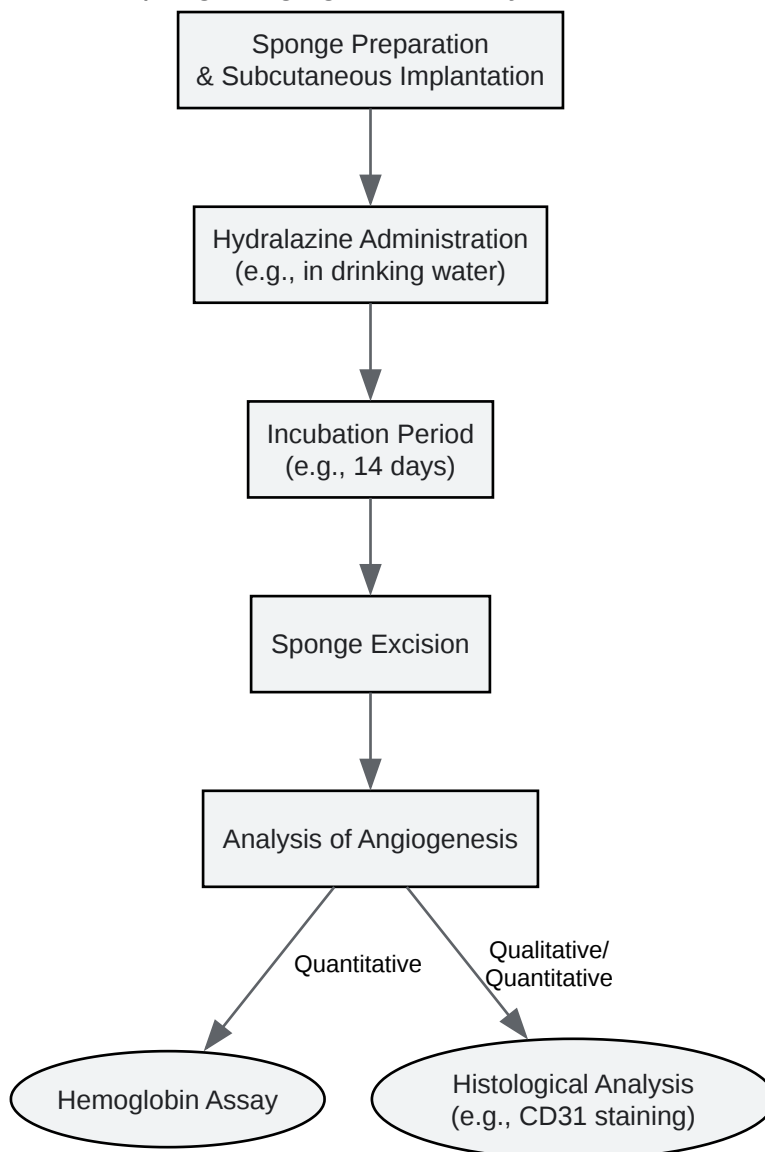 Sponge Preparation
& Subcutaneous Implantation
Hydralazine Administration
(e.g., in drinking water)
Incubation Period
(e.g., 14 days)
Sponge Excision
Analysis of Angiogenesis
Quantitative
Qualitative/
Quantitative
Hemoglobin Assay
Histological Analysis
(e.g., CD31 staining)